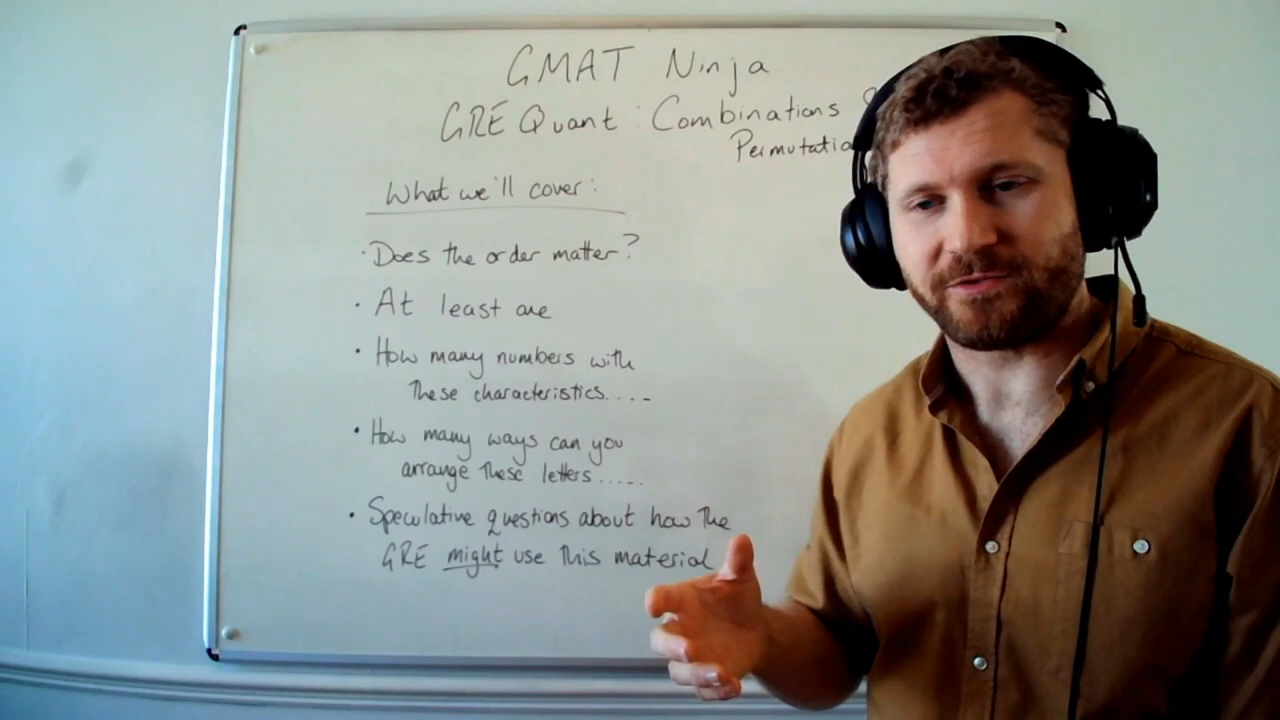 GMAT Ninja
GRE Quant: Combinations
Permutatio
What we'll cover:
· Does the order matter?
· At least one
· How many numbers with
these characteristics....
· How many ways can you
arrange these letters.....
· Speculative questions about how the
GRE might use this material